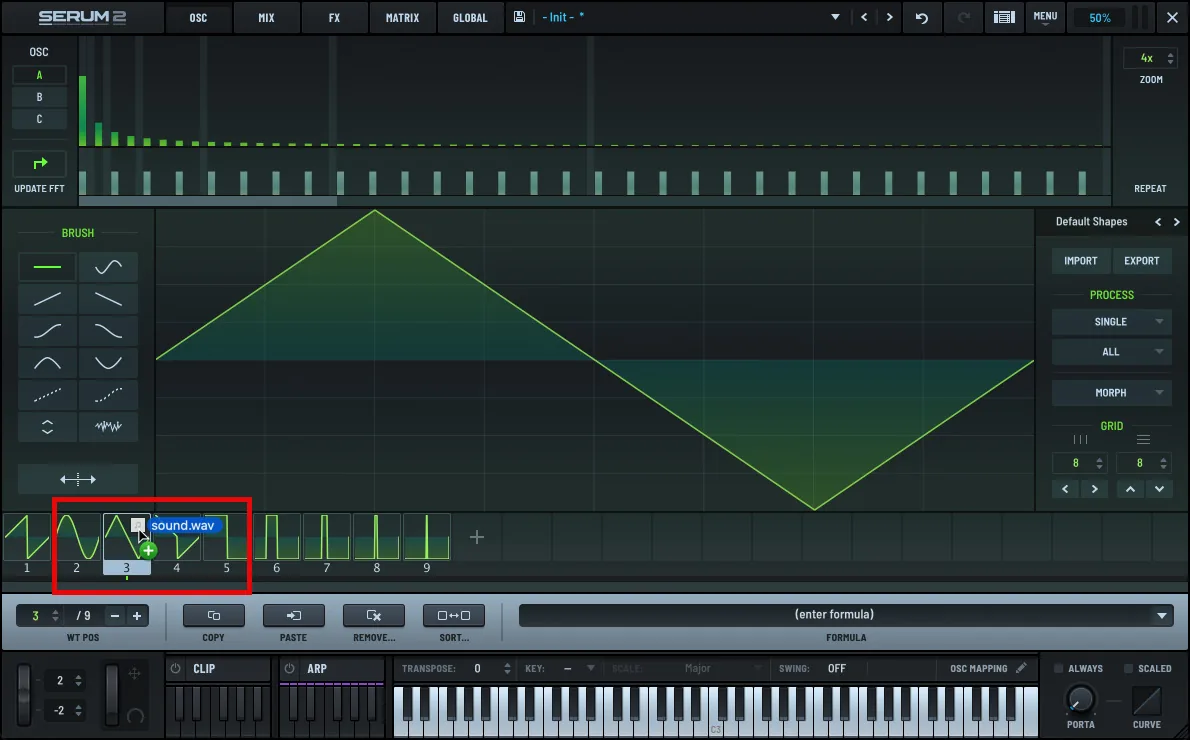 SERUM 2 OSC MIX FX MATRIX GLOBAL - Init - * MENU 50%
OSC
A
B
C
UPDATE FFT
4x
ZOOM
REPEAT
BRUSH
Default Shapes
IMPORT EXPORT
PROCESS
SINGLE
ALL
MORPH
GRID
8 8
sound.wav
1 2 3 4 5 6 7 8 9
3 / 9
WT POS
COPY PASTE REMOVE... SORT...
(enter formula)
FORMULA
2
-2
CLIP ARP
TRANSPOSE: 0 KEY: – SCALE: Major SWING: OFF OSC MAPPING
C3
ALWAYS SCALED
PORTA CURVE